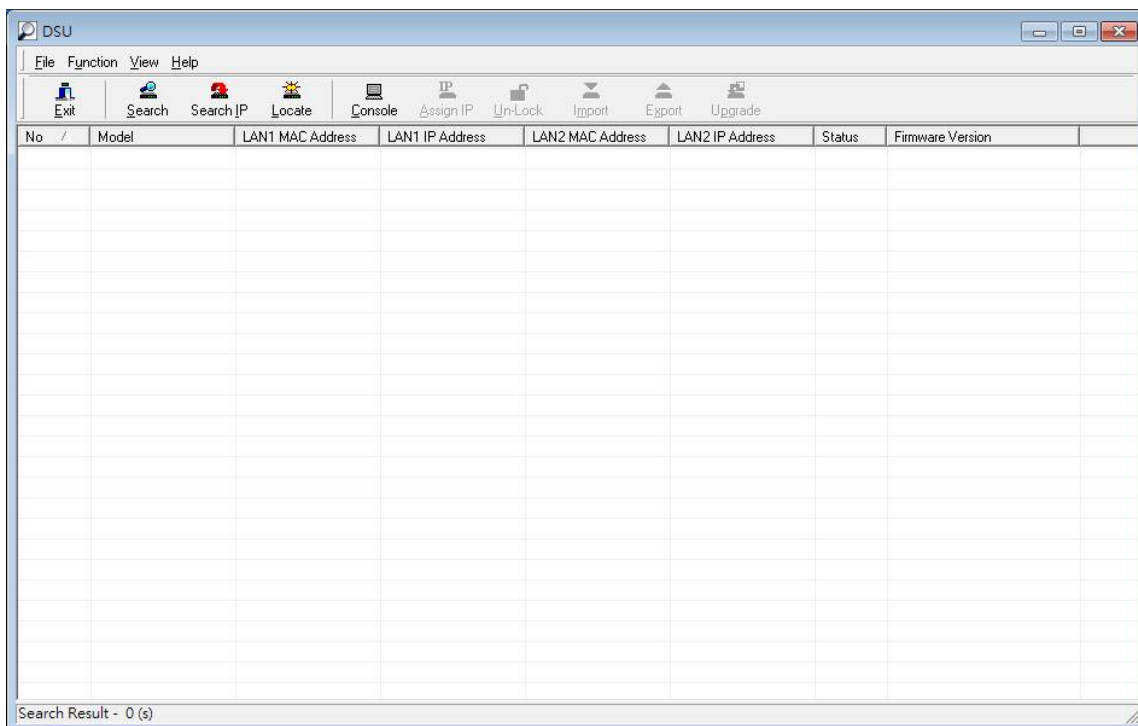 DSU
File Function View Help
Exit Search Search IP Locate Console Assign IP Un-Lock Import Export Upgrade
No / Model LAN1 MAC Address LAN1 IP Address LAN2 MAC Address LAN2 IP Address Status Firmware Version
Search Result - 0 (s)